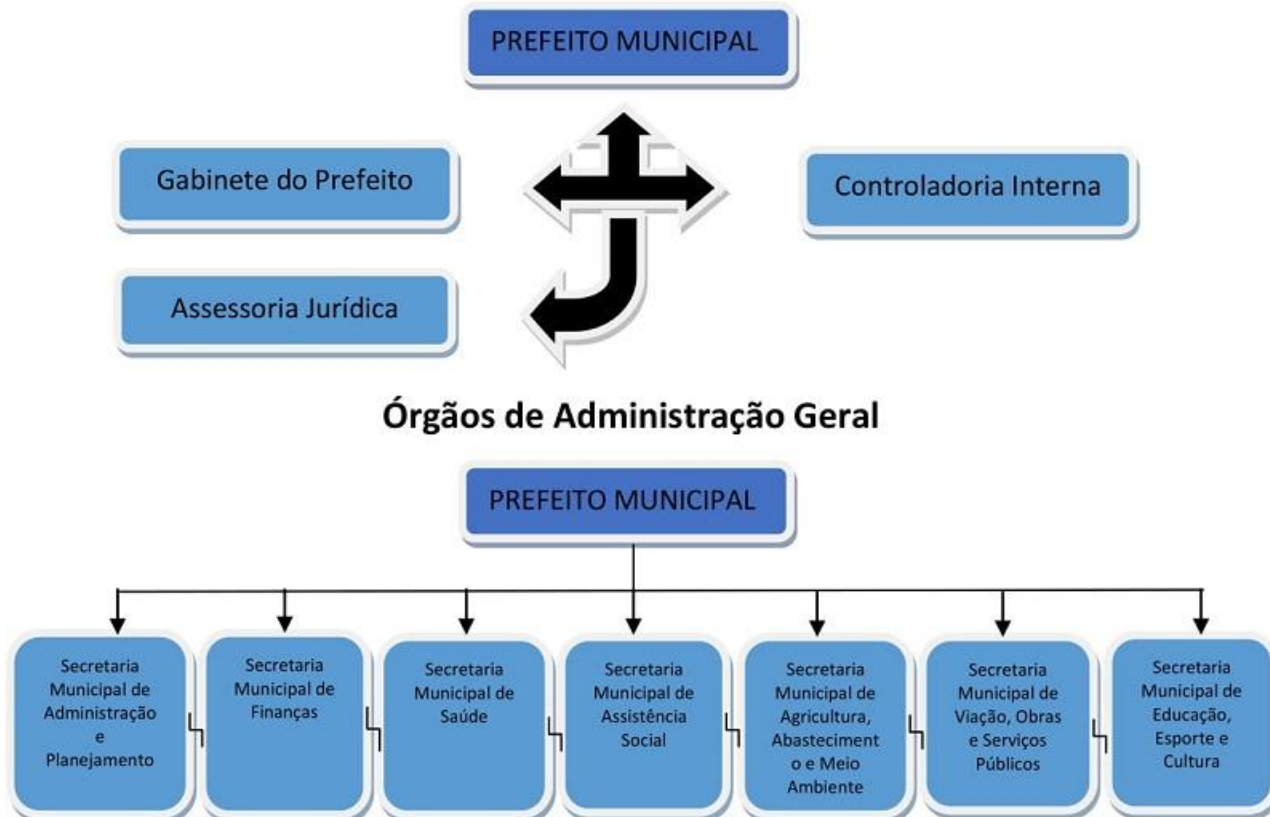 PREFEITO MUNICIPAL
Gabinete do Prefeito
Controladoria Interna
Assessoria Jurídica
Órgãos de Administração Geral
PREFEITO MUNICIPAL
Secretaria
Municipal de
Administração
e
Planejamento
Secretaria
Municipal de
Finanças
Secretaria
Municipal de
Saúde
Secretaria
Municipal de
Assistência
Social
Secretaria
Municipal de
Agricultura,
Abasteciment
o e Meio
Ambiente
Secretaria
Municipal de
Viação, Obras
e Serviços
Públicos
Secretaria
Municipal de
Educação,
Esporte e
Cultura